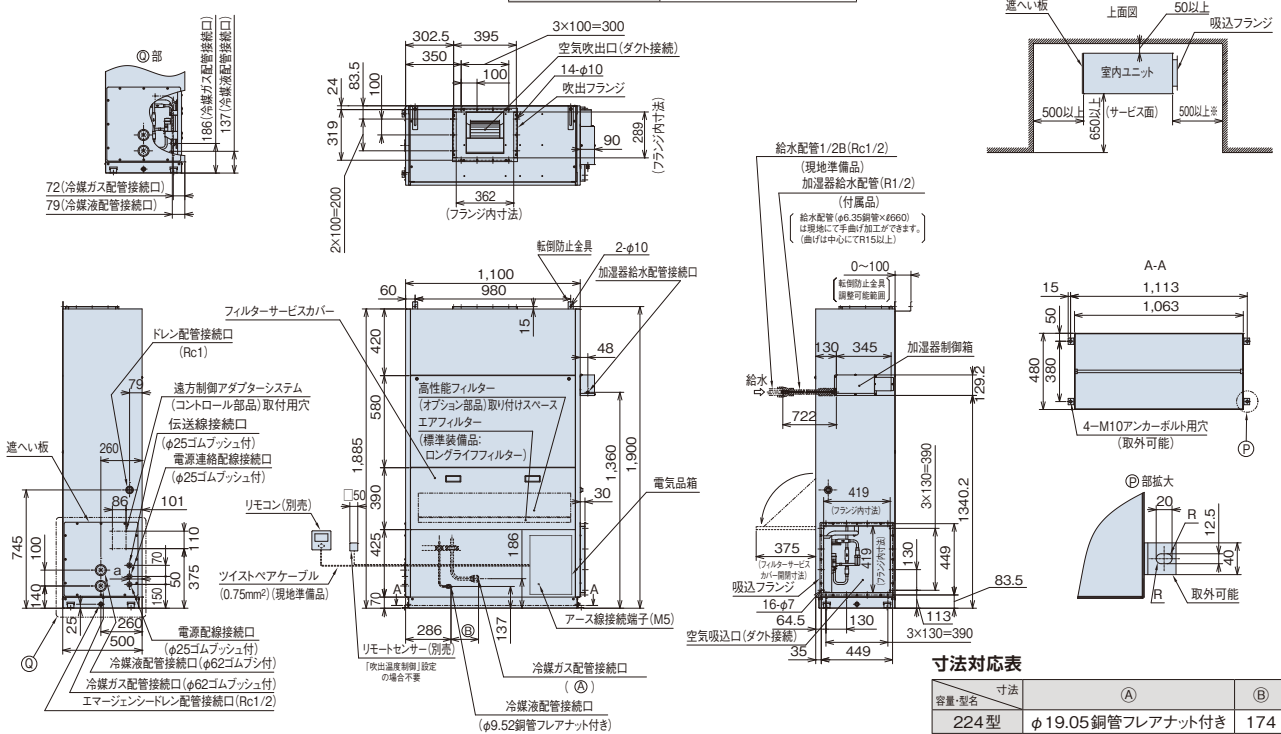 Ⓠ部
186(冷媒ガス配管接続口)
137(冷媒液配管接続口)
72(冷媒ガス配管接続口)
79(冷媒液配管接続口)
3×100=300
302.5
395
350
100
空気吹出口(ダクト接続)
14-φ10
吹出フランジ
24
83.5
100
319
2×100=200
289
(フランジ内寸法)
90
362
(フランジ内寸法)
遮へい板
上面図
50以上
吸込フランジ
室内ユニット
500以上
650以上
(サービス面)
500以上※
給水配管1/2B(Rc1/2)
(現地準備品)
加湿器給水配管(R1/2)
(付属品)
給水配管(φ6.35銅管×ℓ660)
は現地にて手曲げ加工ができます。
(曲げは中心にてR15以上)
ドレン配管接続口
(Rc1)
79
遠方制御アダプターシステム
(コントロール部品)取付用穴
伝送線接続口
(φ25ゴムブッシュ付)
遮へい板
260
電源連絡配線接続口
(φ25ゴムブッシュ付)
86
101
745
100
140
a
70
50
150
110
375
25
260
500
Ⓠ
電源配線接続口
(φ25ゴムブッシュ付)
冷媒液配管接続口(φ62ゴムブシ付)
冷媒ガス配管接続口(φ62ゴムブッシュ付)
エマージェンシードレン配管接続口(Rc1/2)
転倒防止金具
2-φ10
加湿器給水配管接続口
1,100
60
980
フィルターサービスカバー
15
48
420
580
390
425
70
1,885
高性能フィルター
(オプション部品)取り付けスペース
エアフィルター
(標準装備品:
ロングライフフィルター)
1,360
1,900
30
電気品箱
□50
リモコン(別売)
186
ツイストペアケーブル
(0.75mm²)(現地準備品)
A
A
アース線接続端子(M5)
286
Ⓑ
137
リモートセンサー(別売)
「吹出温度制御」設定
の場合不要
冷媒ガス配管接続口
(Ⓐ)
冷媒液配管接続口
(φ9.52銅管フレアナット付き)
0〜100
転倒防止金具
調整可能範囲
130
345
加湿器制御箱
給水
722
129.2
1340.2
419
(フランジ内寸法)
3×130=390
419
(フランジ内寸法)
130
449
375
(フィルターサービス
カバー開閉寸法)
吸込フランジ
16-φ7
64.5
130
113
83.5
空気吸込口(ダクト接続)
3×130=390
35
449
A-A
15
1,113
1,063
50
480
380
4ーM10アンカーボルト用穴
(取外可能)
Ⓟ
Ⓟ部拡大
20
R
12.5
40
R
取外可能
寸法対応表
寸法
容量・型名
Ⓐ
Ⓑ
224型
φ19.05銅管フレアナット付き
174